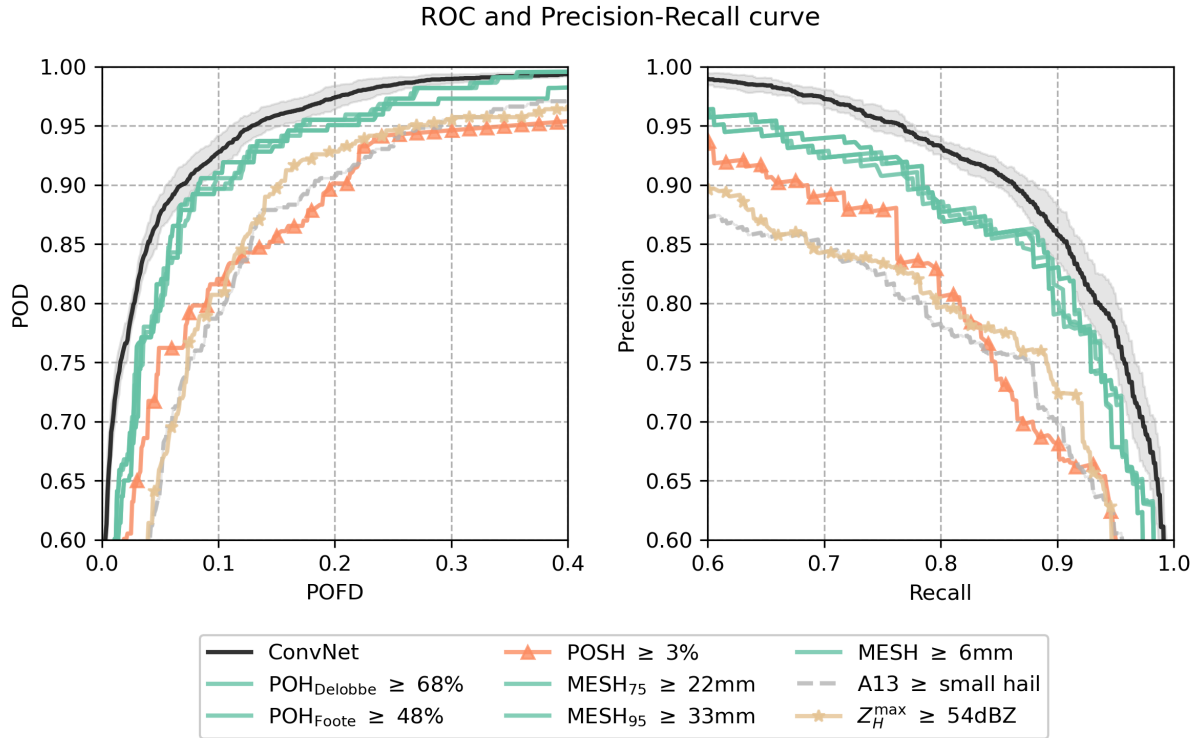 ROC and Precision-Recall curve
1.00
0.95
0.90
0.85
0.80
0.75
0.70
0.65
0.60
POD
0.0 0.1 0.2 0.3 0.4
POFD
1.00
0.95
0.90
0.85
0.80
0.75
0.70
0.65
0.60
Precision
0.6 0.7 0.8 0.9 1.0
Recall
ConvNet
POH_Delobbe ≥ 68%
POH_Foote ≥ 48%
POSH ≥ 3%
MESH_75 ≥ 22mm
MESH_95 ≥ 33mm
MESH ≥ 6mm
A13 ≥ small hail
Z_H^max ≥ 54dBZ